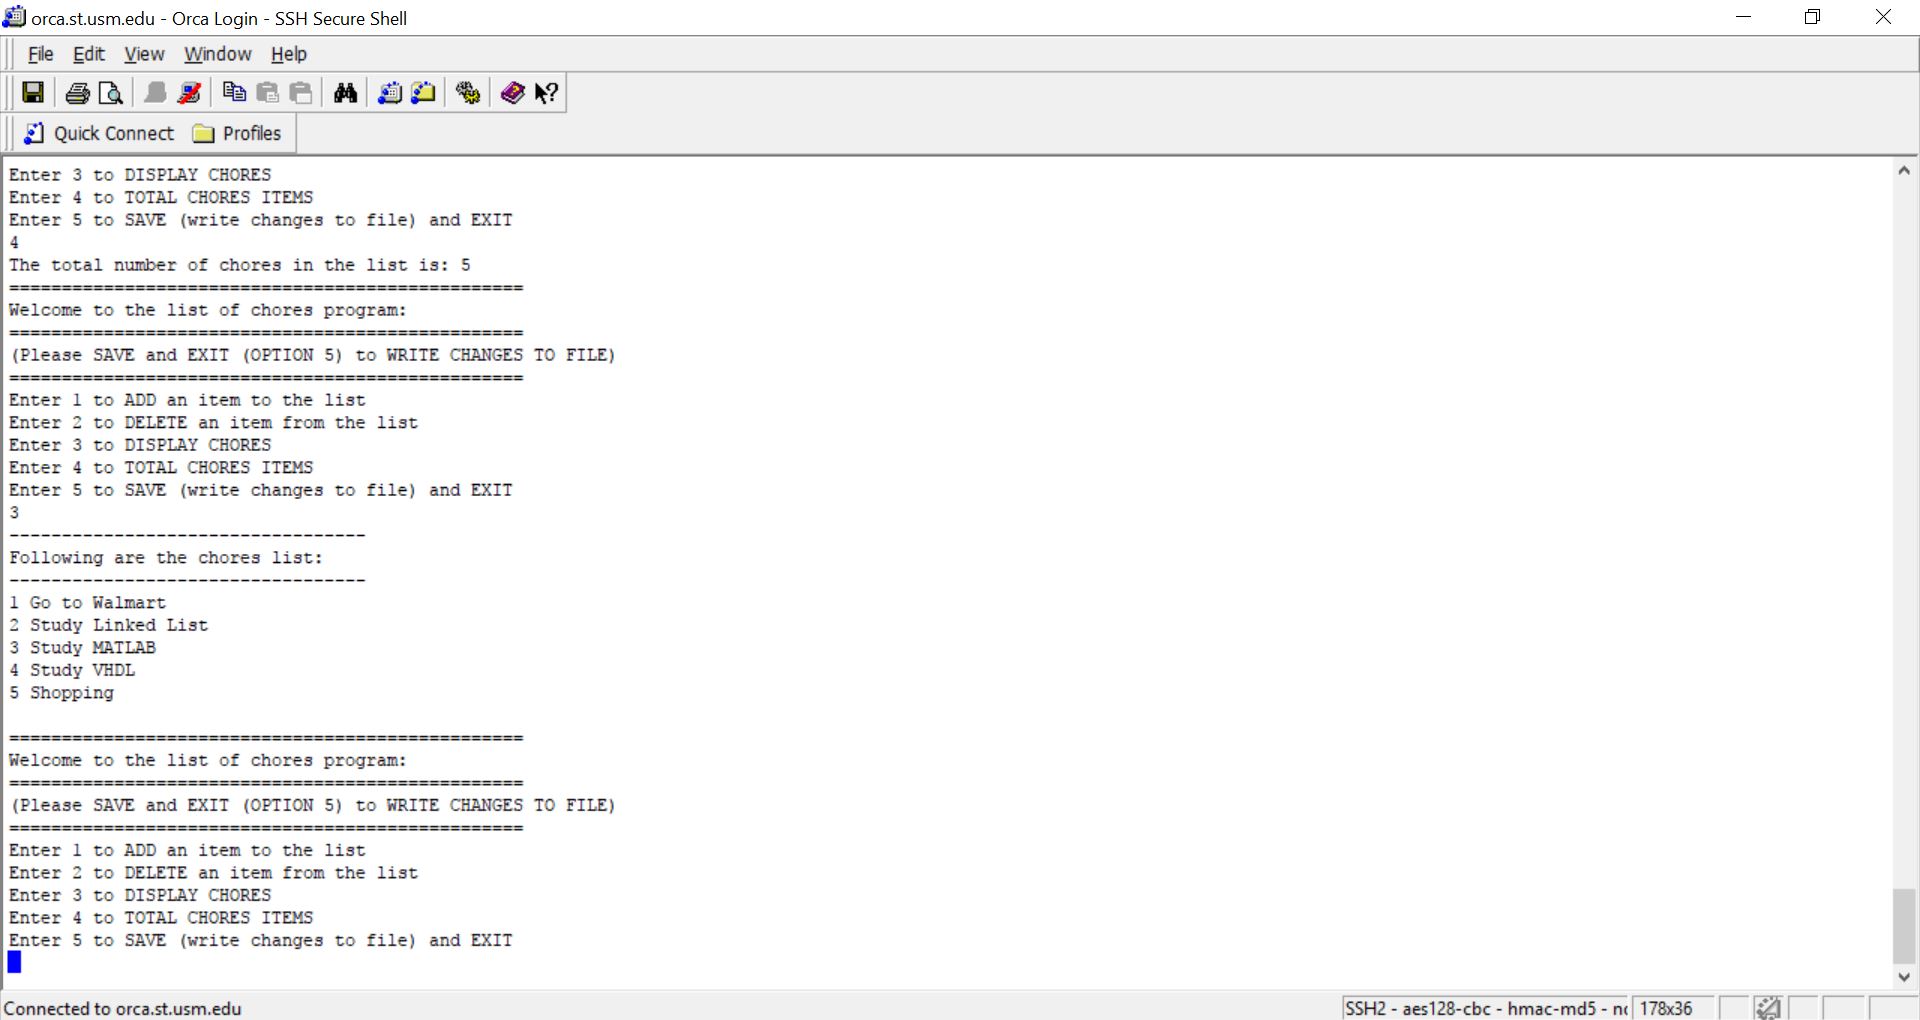 orca.st.usm.edu - Orca Login - SSH Secure Shell
File Edit View Window Help
Quick Connect Profiles
Enter 3 to DISPLAY CHORES
Enter 4 to TOTAL CHORES ITEMS
Enter 5 to SAVE (write changes to file) and EXIT
4
The total number of chores in the list is: 5
=================================================
Welcome to the list of chores program:
=================================================
(Please SAVE and EXIT (OPTION 5) to WRITE CHANGES TO FILE)
=================================================
Enter 1 to ADD an item to the list
Enter 2 to DELETE an item from the list
Enter 3 to DISPLAY CHORES
Enter 4 to TOTAL CHORES ITEMS
Enter 5 to SAVE (write changes to file) and EXIT
3
----------------------------------
Following are the chores list:
----------------------------------
1 Go to Walmart
2 Study Linked List
3 Study MATLAB
4 Study VHDL
5 Shopping
=================================================
Welcome to the list of chores program:
=================================================
(Please SAVE and EXIT (OPTION 5) to WRITE CHANGES TO FILE)
=================================================
Enter 1 to ADD an item to the list
Enter 2 to DELETE an item from the list
Enter 3 to DISPLAY CHORES
Enter 4 to TOTAL CHORES ITEMS
Enter 5 to SAVE (write changes to file) and EXIT
Connected to orca.st.usm.edu SSH2 - aes128-cbc - hmac-md5 - 178x36